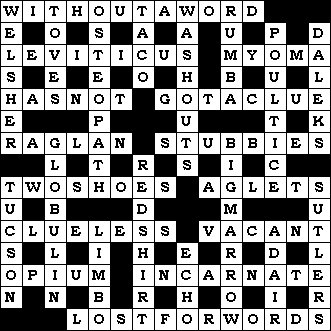 WITHOUTAWORD
E O S A A U P D
LEVITICUS MYOMA
S E E O H B U L
HASNOT GOTACLUE
E P U T K
RAGLAN STUBBIES
L T R S I C
TWOSHOES AGLETS
U B D M U
CLUELESS VACANT
S L I H E R D L
OPIUM INCARNATE
N N B R H O I R
LOSTFORWORDS